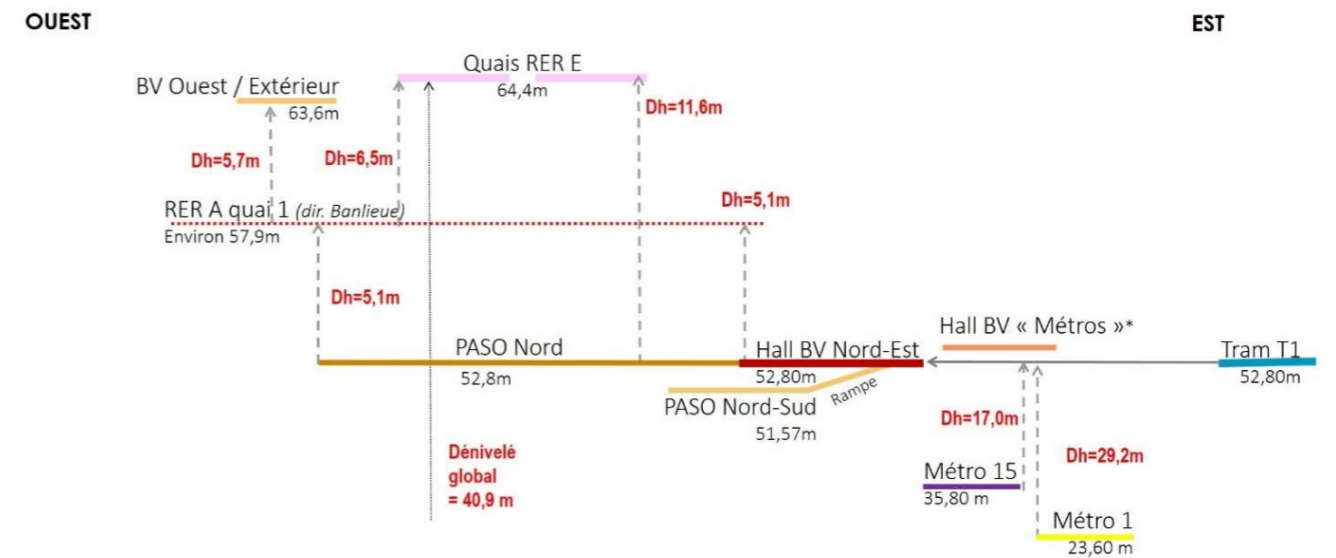 OUEST
EST
Quais RER E
64,4m
BV Ouest / Extérieur
63,6m
Dh=11,6m
Dh=5,7m
Dh=6,5m
Dh=5,1m
RER A quai 1 (dir. Banlieue)
Environ 57,9m
Dh=5,1m
Hall BV « Métros »*
PASO Nord
52,8m
Hall BV Nord-Est
52,80m
Tram T1
52,80m
Rampe
PASO Nord-Sud
51,57m
Dh=17,0m
Dénivelé
global
= 40,9 m
Dh=29,2m
Métro 15
35,80 m
Métro 1
23,60 m